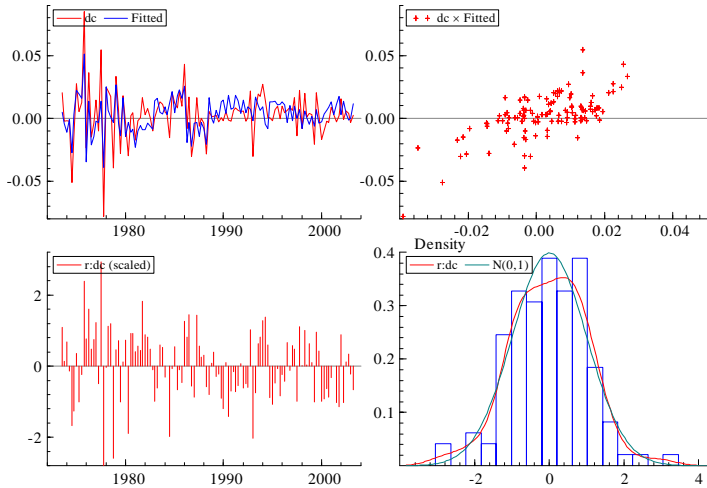 dc Fitted
0.05
0.00
-0.05
1980 1990 2000
dc × Fitted
0.05
0.00
-0.05
-0.02 0.00 0.02 0.04
r:dc (scaled)
2
0
-2
1980 1990 2000
Density
r:dc N(0,1)
0.4
0.3
0.2
0.1
-2 0 2 4